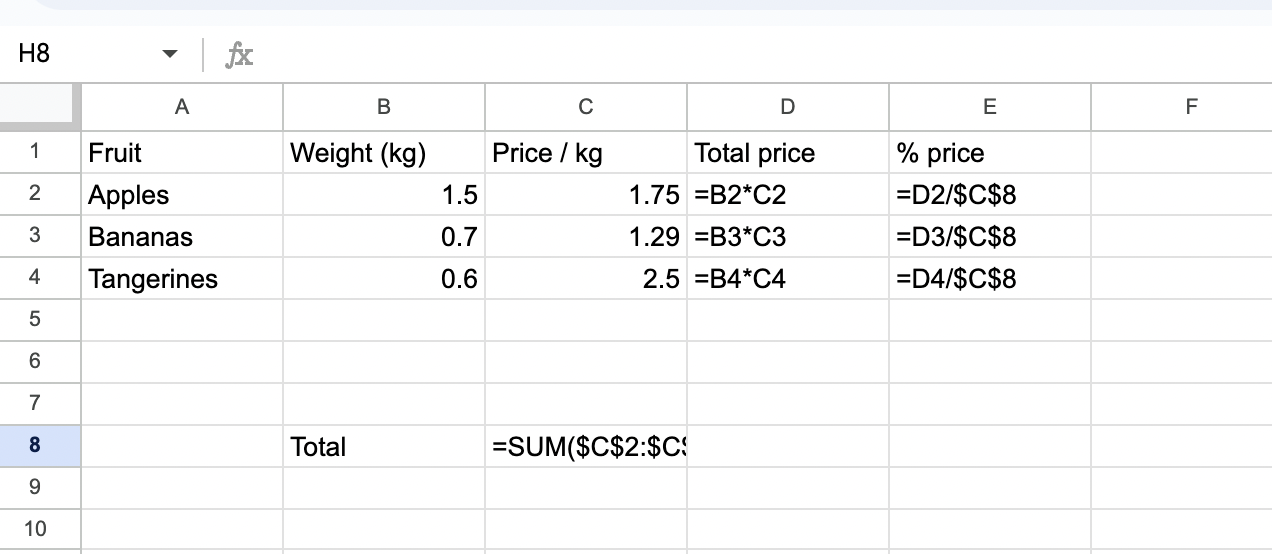 H8 fx
A B C D E F
1 Fruit Weight (kg) Price / kg Total price % price
2 Apples 1.5 1.75 =B2*C2 =D2/$C$8
3 Bananas 0.7 1.29 =B3*C3 =D3/$C$8
4 Tangerines 0.6 2.5 =B4*C4 =D4/$C$8
5
6
7
8 Total =SUM($C$2:$C$
9
10